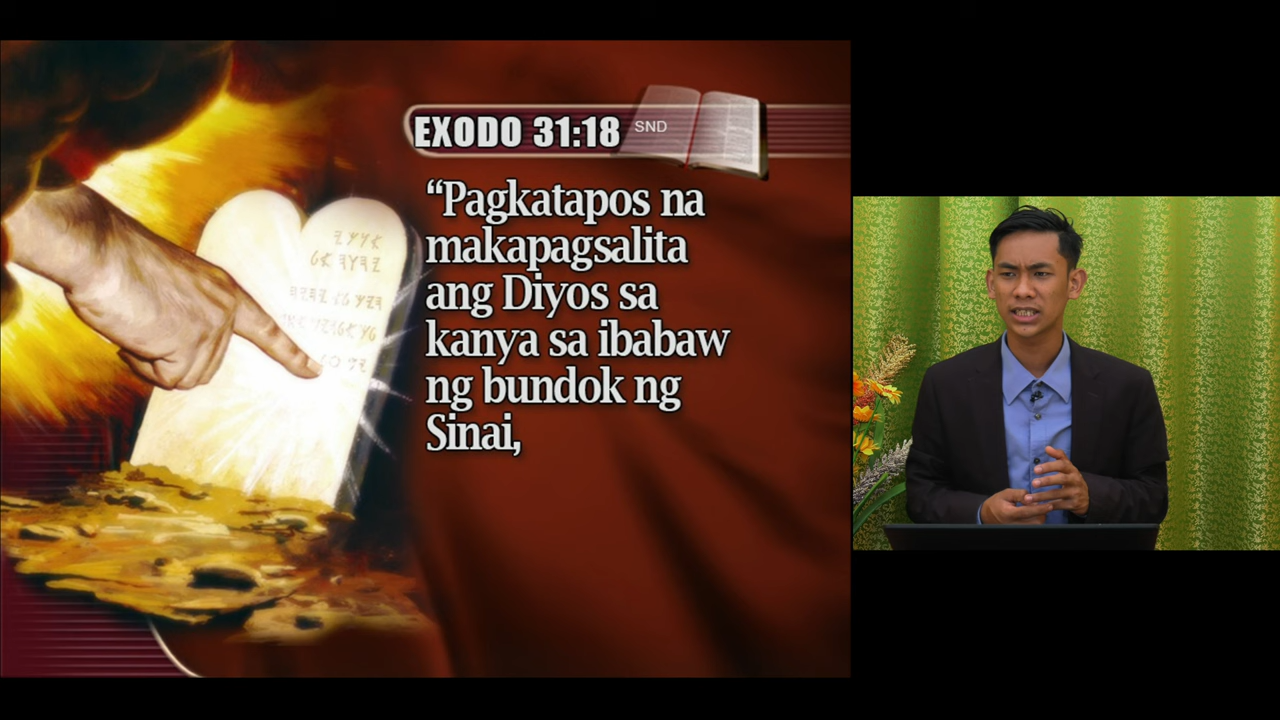 EXODO 31:18 SND
“Pagkatapos na
makapagsalita
ang Diyos sa
kanya sa ibabaw
ng bundok ng
Sinai,